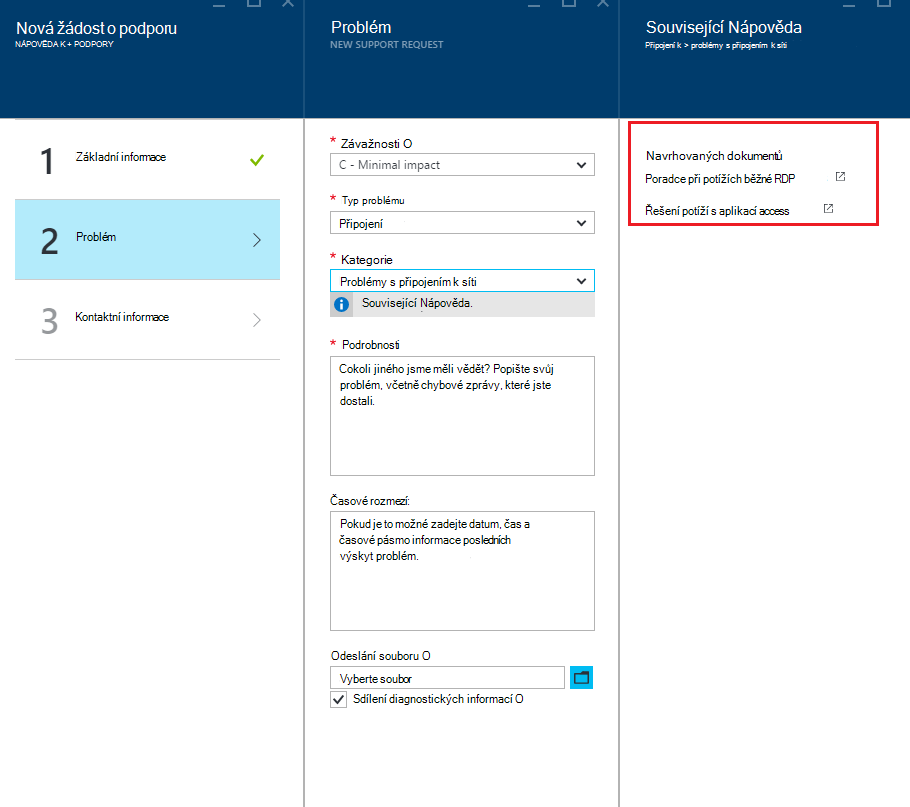 Nová žádost o podporu
NÁPOVĚDA K + PODPORY
1
Základní informace
2
Problém
3
Kontaktní informace
Problém
NEW SUPPORT REQUEST
* Závažnosti O
C - Minimal impact
* Typ problému
Připojení
* Kategorie
Problémy s připojením k síti
Související Nápověda.
* Podrobnosti
Cokoli jiného jsme měli vědět? Popište svůj
problém, včetně chybové zprávy, které jste
dostali.
Časové rozmezí:
Pokud je to možné zadejte datum, čas a
časové pásmo informace posledních
výskyt problém.
Odeslání souboru O
Vyberte soubor
Sdílení diagnostických informací O
Související Nápověda
Připojení k > problémy s připojením k síti
Navrhovaných dokumentů
Poradce při potížích běžné RDP
Řešení potíží s aplikací access